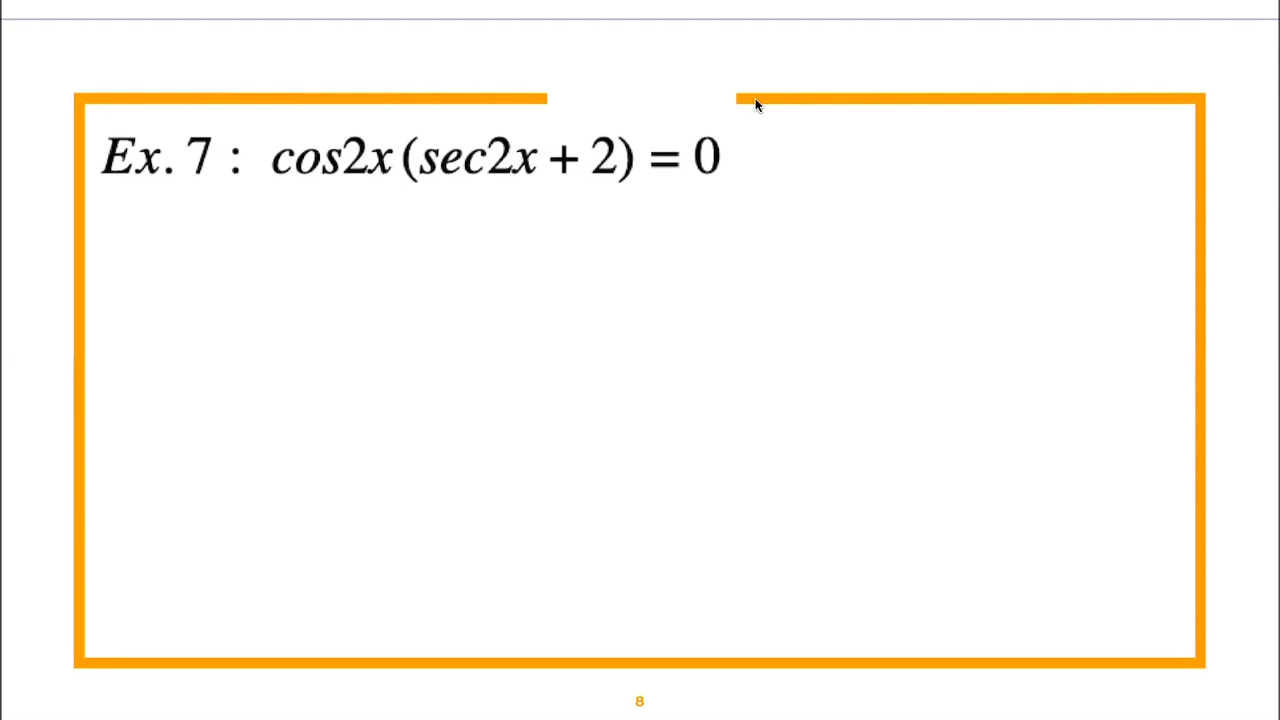 Ex. 7 : cos2x (sec2x + 2) = 0
8